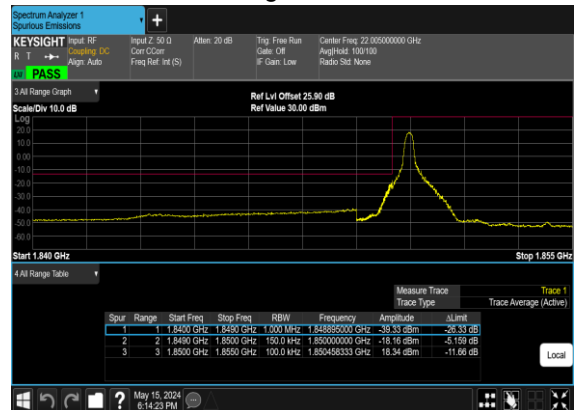 Spectrum Analyzer 1
Spurious Emissions
KEYSIGHT Input: RF Input Z: 50 Ω Atten: 20 dB Trig: Free Run Center Freq: 22.005000000 GHz
R T Coupling: DC Corr CCorr Gate: Off Avg|Hold: 100/100
Align: Auto Freq Ref: Int (S) IF Gain: Low Radio Std: None
PASS
3 All Range Graph
Ref Lvl Offset 25.90 dB
Scale/Div 10.0 dB Ref Value 30.00 dBm
Log
20.0
10.0
0.00
-10.0
-20.0
-30.0
-40.0
-50.0
-60.0
Start 1.840 GHz Stop 1.855 GHz
4 All Range Table
Measure Trace Trace 1
Trace Type Trace Average (Active)
Spur Range Start Freq Stop Freq RBW Frequency Amplitude ΔLimit
1 1 1.8400 GHz 1.8490 GHz 1.000 MHz 1.848895000 GHz -39.33 dBm -26.33 dB
2 2 1.8490 GHz 1.8500 GHz 150.0 kHz 1.850000000 GHz -18.16 dBm -5.159 dB
3 3 1.8500 GHz 1.8550 GHz 100.0 kHz 1.850458333 GHz 18.34 dBm -11.66 dB
Local
May 15, 2024
6:14:23 PM